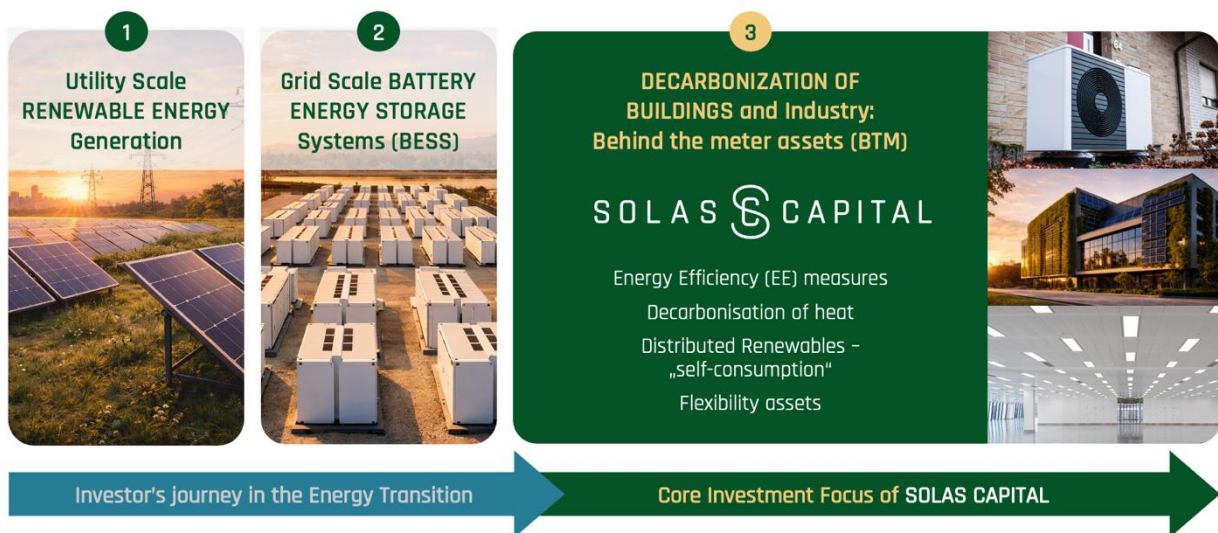 1
Utility Scale
RENEWABLE ENERGY
Generation
2
Grid Scale BATTERY
ENERGY STORAGE
Systems (BESS)
3
DECARBONIZATION OF
BUILDINGS and Industry:
Behind the meter assets (BTM)
SOLAS SC CAPITAL
Energy Efficiency (EE) measures
Decarbonisation of heat
Distributed Renewables –
„self-consumption“
Flexibility assets
64
Investor’s journey in the Energy Transition
Core Investment Focus of SOLAS CAPITAL